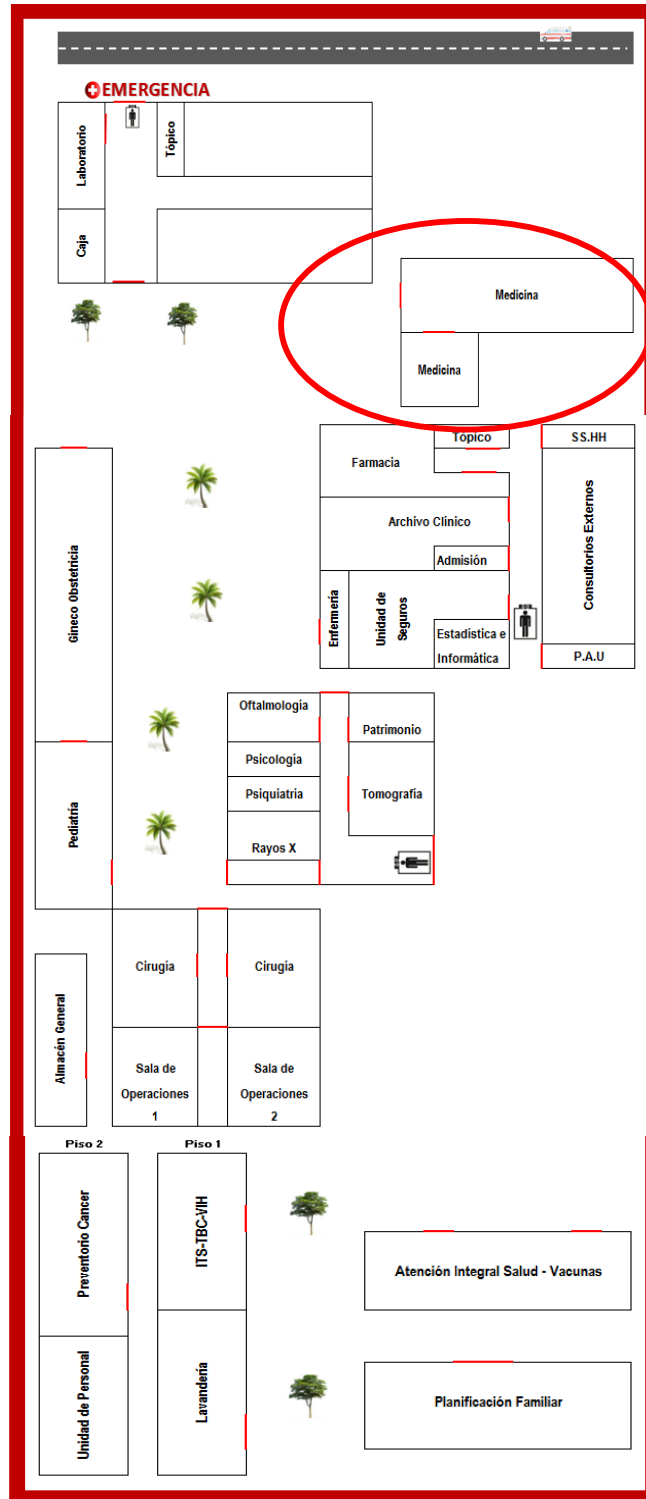 EMERGENCIA
Laboratorio
Tópico
Caja
Medicina
Medicina
Tópico
SS.HH
Farmacia
Archivo Clínico
Admisión
Consultorios Externos
Gineco Obstetricia
Enfermería
Unidad de
Seguros
Estadistica e
Informática
P.A.U
Oftalmologia
Patrimonio
Psicologia
Psiquiatria
Tomografía
Rayos X
Pediatría
Cirugía
Cirugía
Almacén General
Sala de
Operaciones
1
Sala de
Operaciones
2
Piso 2
Piso 1
Preventorio Cancer
ITS-TBC-VIH
Atención Integral Salud - Vacunas
Unidad de Personal
Lavandería
Planificación Familiar